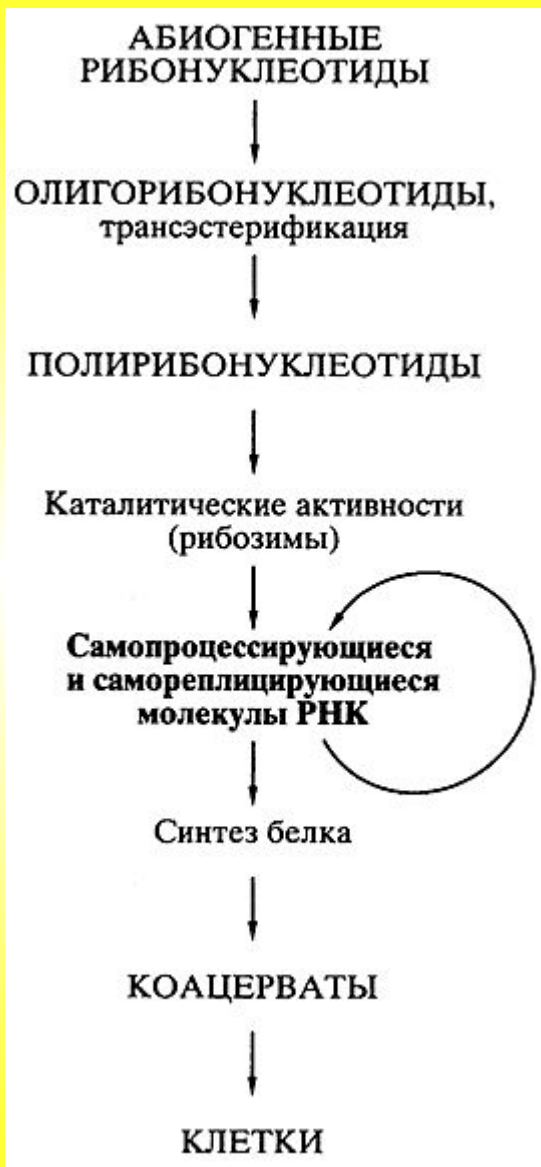 АБИОГЕННЫЕ
РИБОНУКЛЕОТИДЫ
ОЛИГОРИБОНУКЛЕОТИДЫ,
трансэстерификация
ПОЛИРИБОНУКЛЕОТИДЫ
Каталитические активности
(рибозимы)
Самопроцессирующиеся
и самореплицирующиеся
молекулы РНК
Синтез белка
КОАЦЕРВАТЫ
КЛЕТКИ